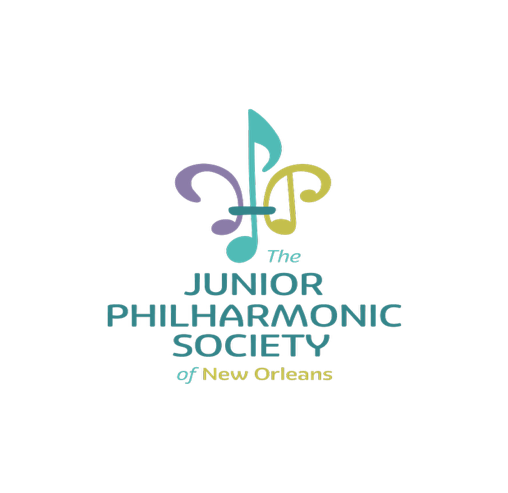 The
JUNIOR
PHILHARMONIC
SOCIETY
of New Orleans